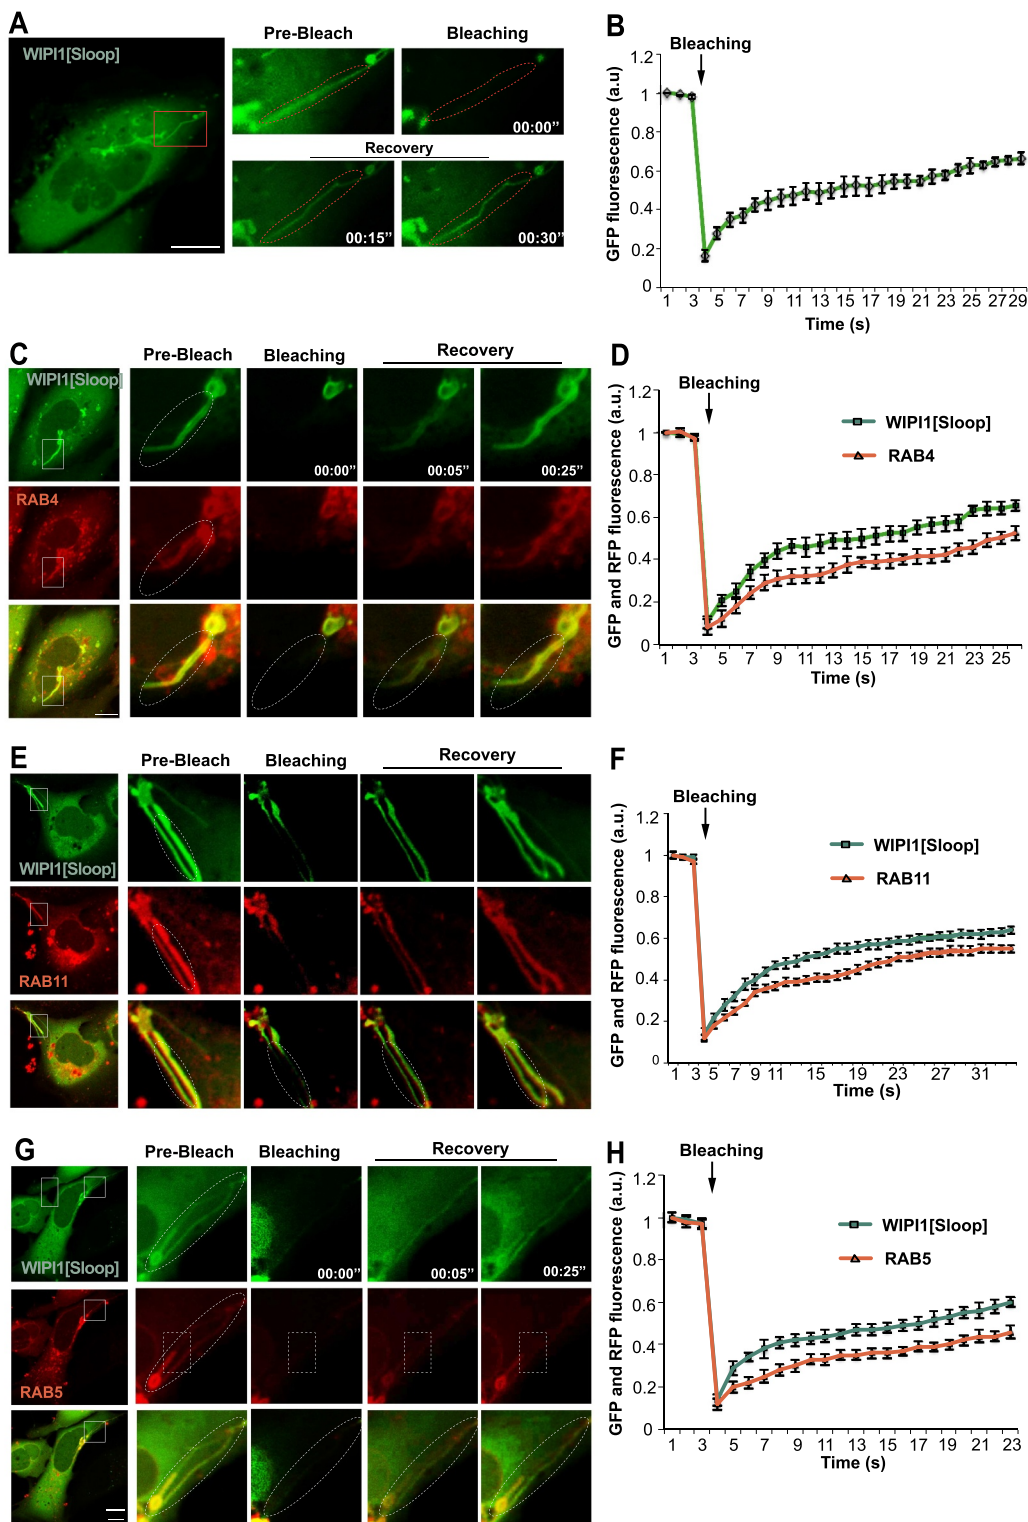 A
WIPI1[Sloop]
Pre-Bleach
Bleaching
00:00”
Recovery
00:15”
00:30”
B
Bleaching
GFP fluoresecence (a.u)
1.2
1
0.8
0.6
0.4
0.2
0
1 3 5 7 9 11 13 15 17 19 21 23 25 27 29
Time (s)
C
WIPI1[Sloop]
Pre-Bleach
Bleaching
Recovery
00:00”
00:05”
00:25”
RAB4
D
Bleaching
GFP and RFP fluorescence (a.u.)
1.2
1
0.8
0.6
0.4
0.2
0
WIPI1[Sloop]
RAB4
1 3 5 7 9 11 13 15 17 19 21 23 25
Time (s)
E
Pre-Bleach
Bleaching
Recovery
WIPI1[Sloop]
RAB11
F
Bleaching
GFP and RFP fluorescence (a.u.)
1.2
1
0.8
0.6
0.4
0.2
0
WIPI1[Sloop]
RAB11
1 3 5 7 9 11 15 19 23 27 31
Time (s)
G
Pre-Bleach
Bleaching
Recovery
WIPI1[Sloop]
00:00”
00:05”
00:25”
RAB5
H
Bleaching
GFP and RFP fluorescence (a.u.)
1.2
1
0.8
0.6
0.4
0.2
0
WIPI1[Sloop]
RAB5
1 3 5 7 9 11 13 15 17 19 21 23
Time (s)